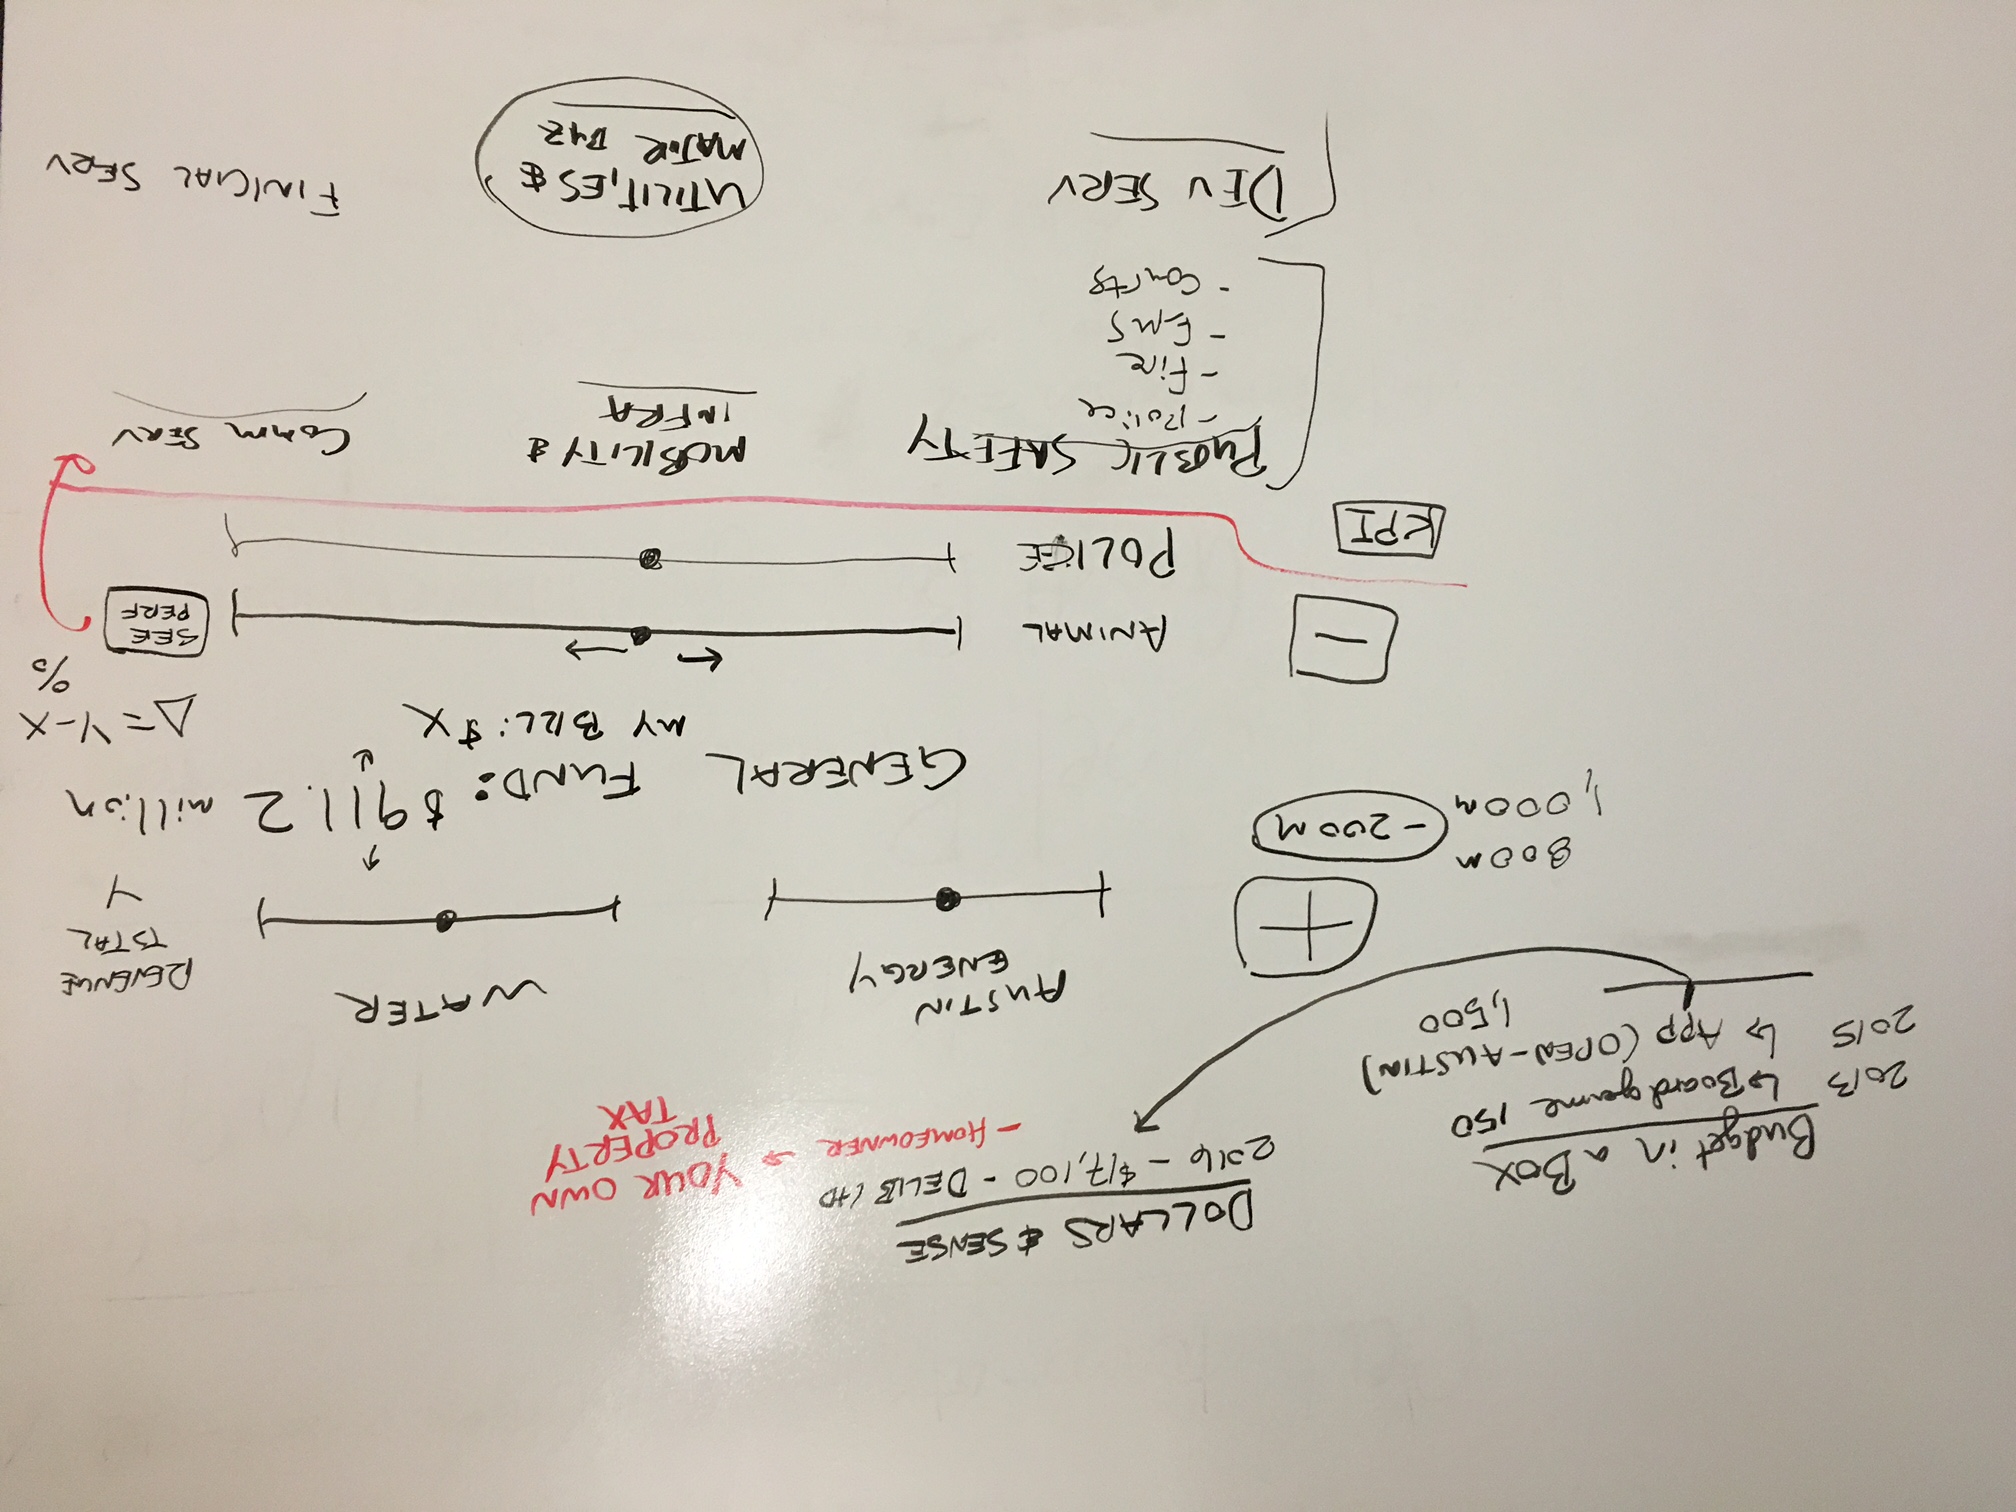 DOLLARS & SENSE
2016 - $17,100 - DELIB LTD
- HOMEOWNER → YOUR OWN
PROPERTY
TAX
Budget in a Box
2013 ↳ Board game 150
2015 ↳ App (OPEN-AUSTIN)
1,500
AUSTIN
ENERGY
WATER
REVENUE
TOTAL
Y
+
800M
1,000M
-200M
GENERAL FUND: $911.2 million
MY BILL: $X
Δ = Y-X
%
-
ANIMAL
SEE
PERF
POLICE
KPI
PUBLIC SAFETY
- Police
- Fire
- EMS
- Courts
MOBILITY &
INFRA
Comm SERV
DEV SERV
UTILITIES &
MAJOR BYZ
FINICIAL SERV